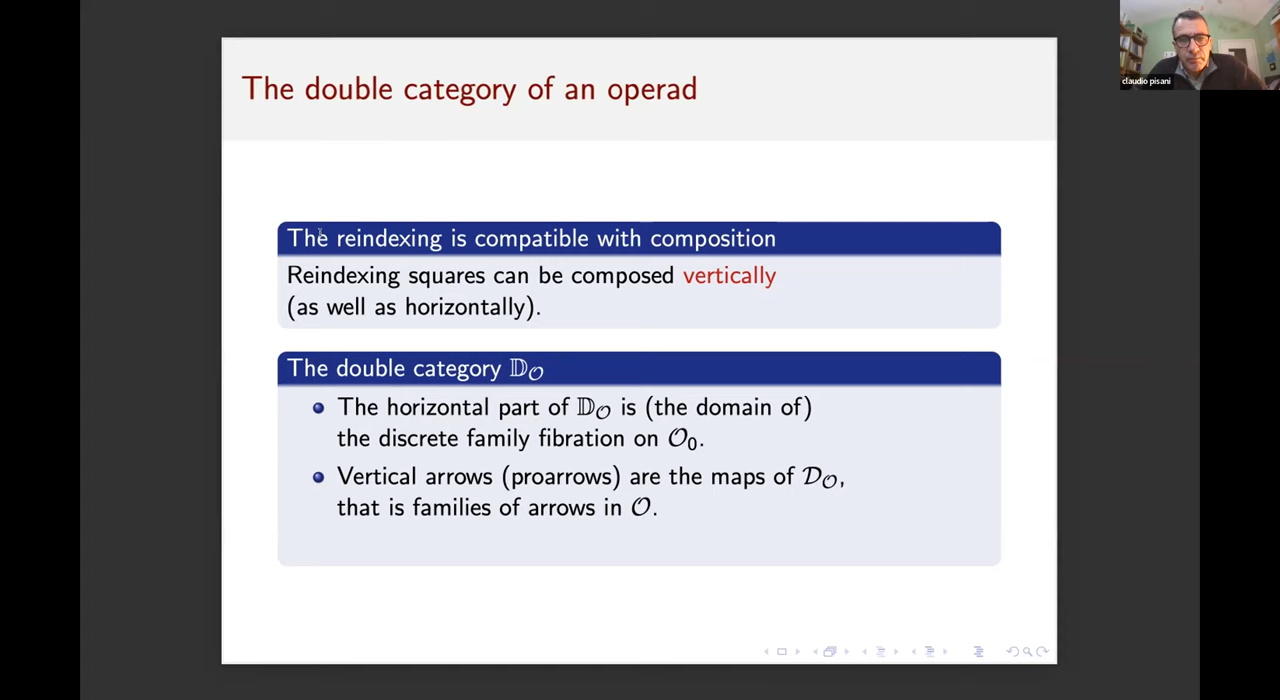 The double category of an operad
claudio pisani
The reindexing is compatible with composition
Reindexing squares can be composed vertically
(as well as horizontally).
The double category 𝔻𝒪
The horizontal part of 𝔻𝒪 is (the domain of)
the discrete family fibration on 𝒪₀.
Vertical arrows (proarrows) are the maps of 𝒟𝒪,
that is families of arrows in 𝒪.